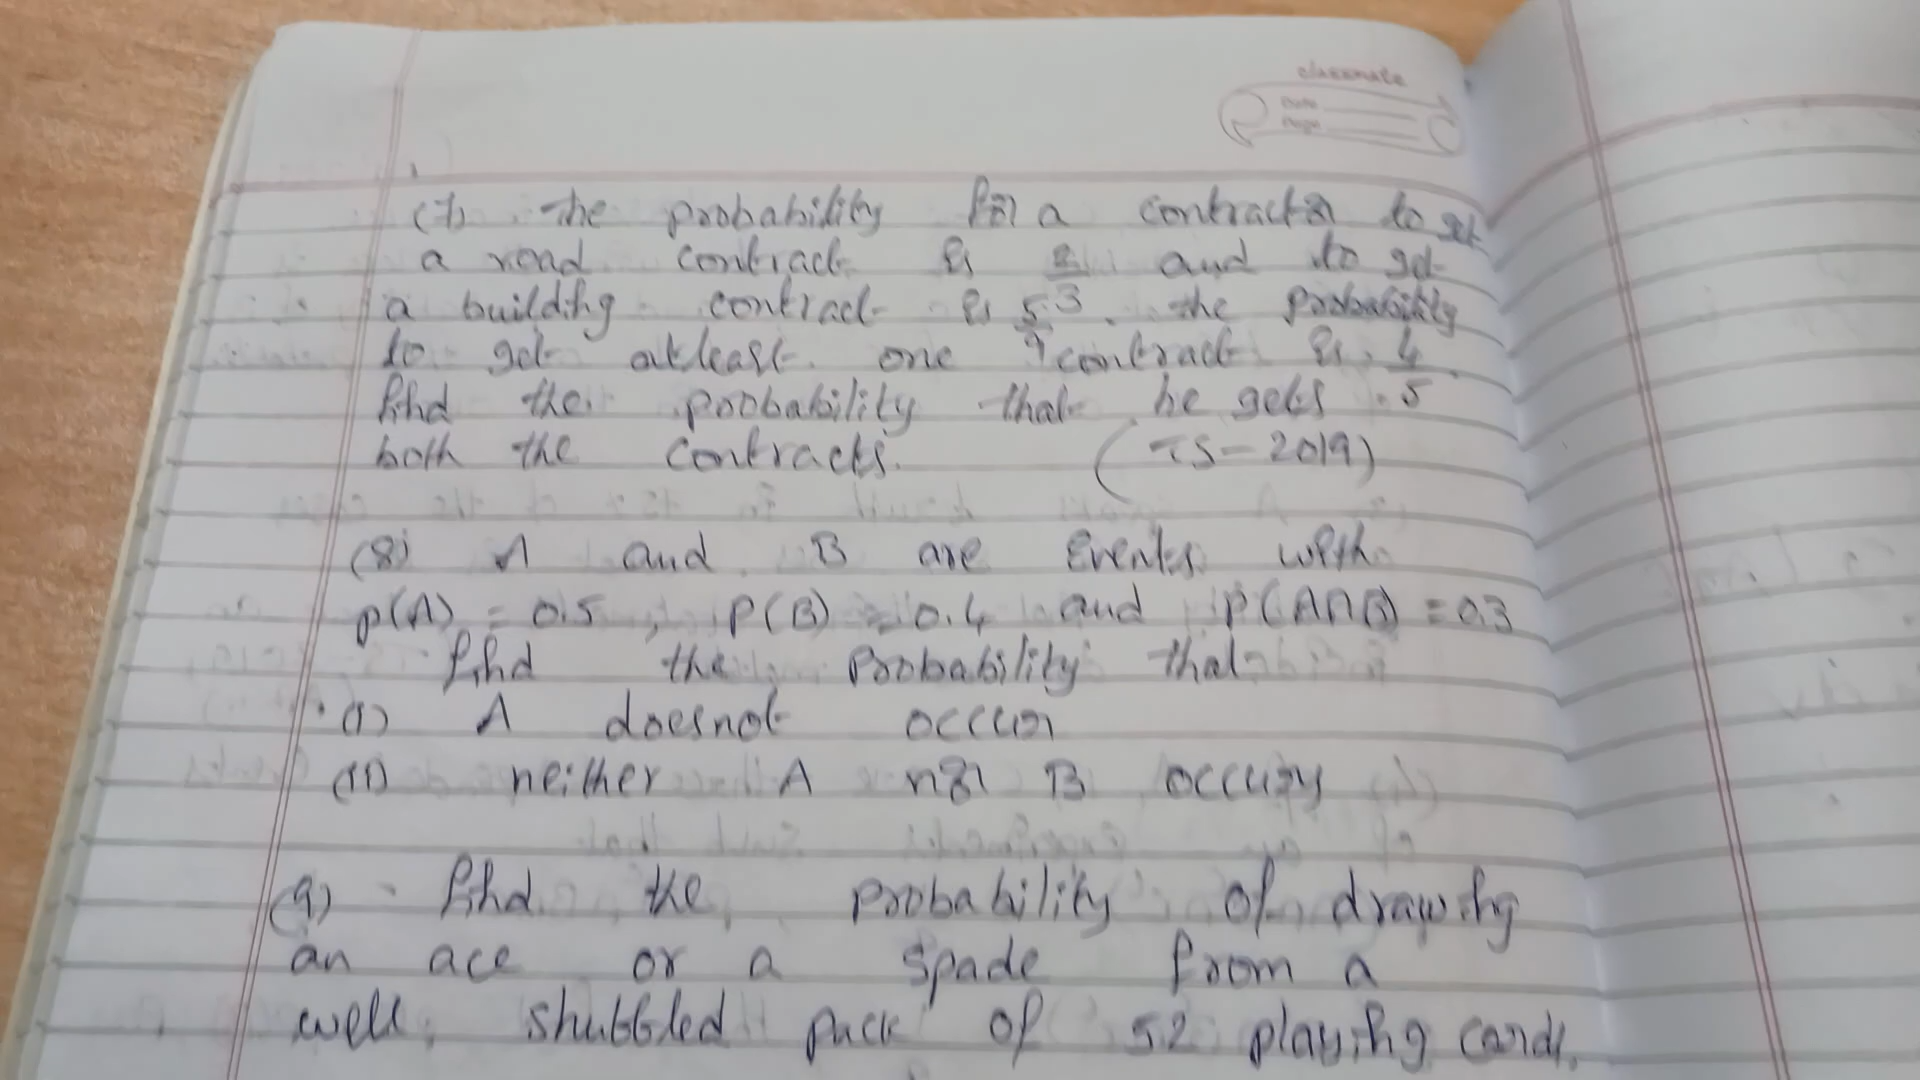 classmate
Date
Page
(7) The probability for a contractor to get
a road contract is 2/3 and to get
a building contract is 5/9. the probability
to get atleast one contract is 4/5.
find the probability that he gets
both the contracts. (TS-2019)
(8) A and B are Events with
p(A) = 0.5, P(B) = 0.4 and P(A∩B) = 0.3
find the Probability that
(i) A doesnot occur
(ii) neither A nor B occurs
(9) find the probability of drawing
an ace or a spade from a
well shuffled pack of 52 playing cards.